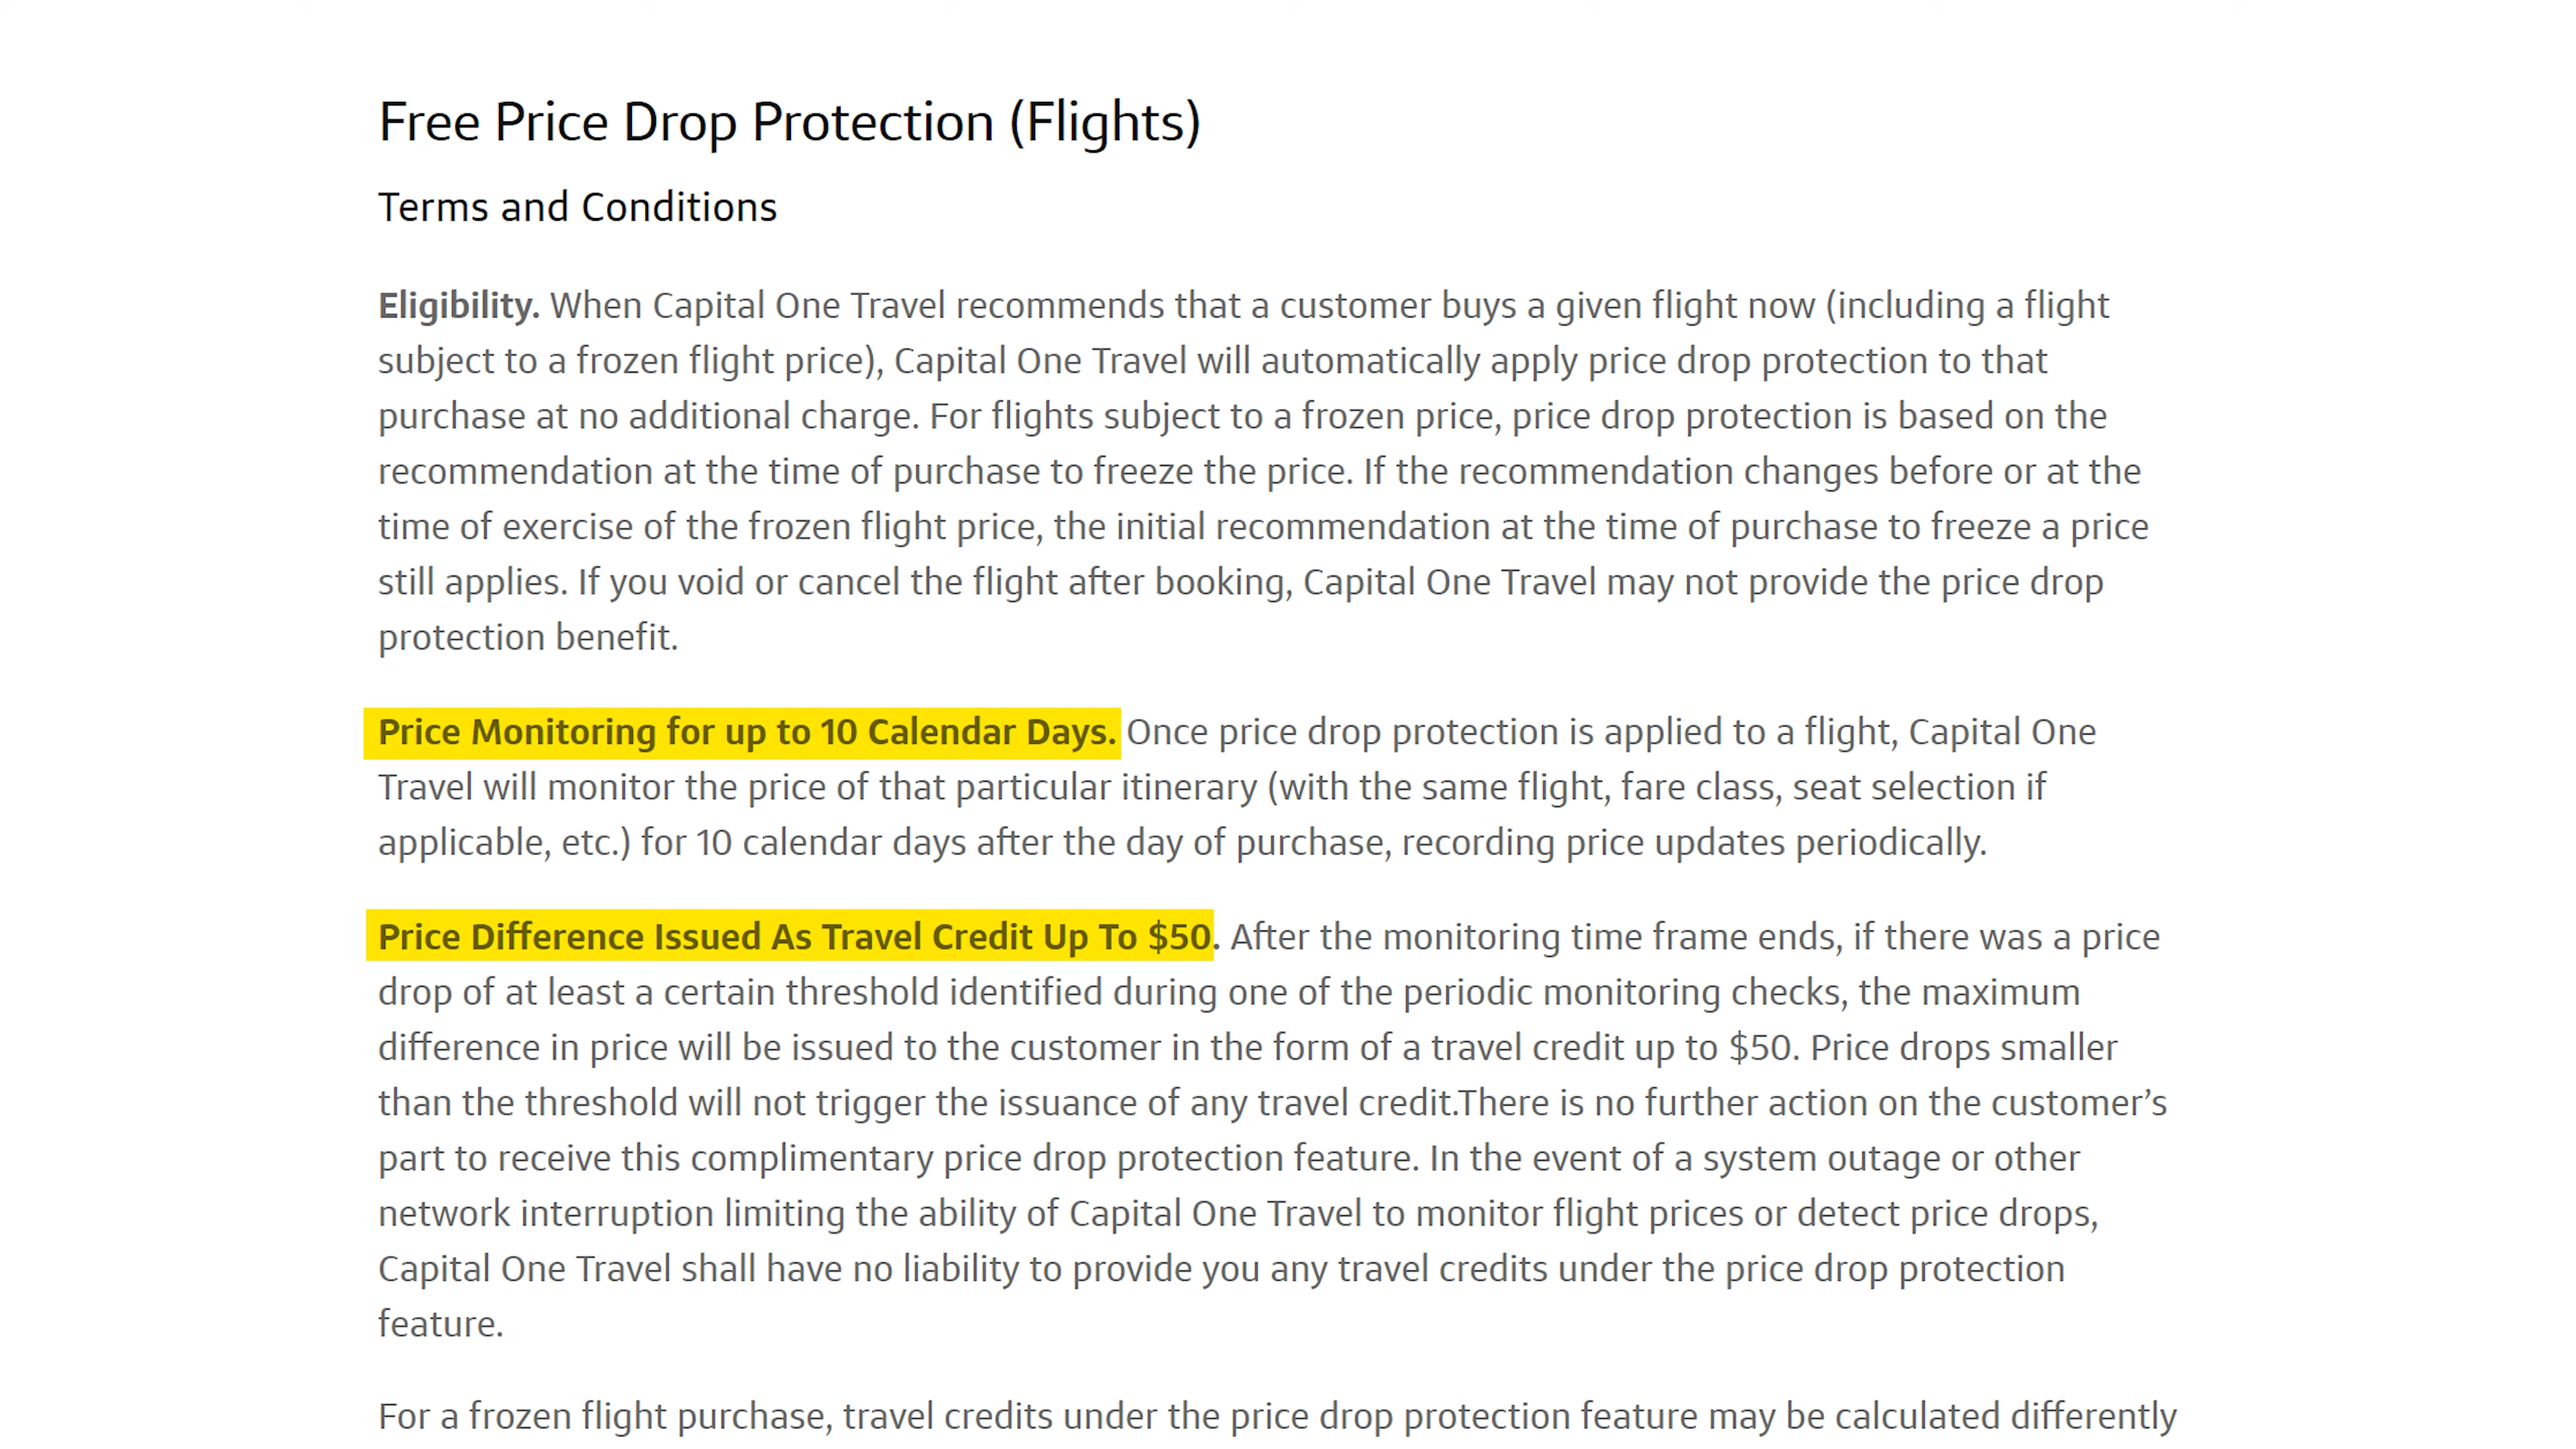 Free Price Drop Protection (Flights)
Terms and Conditions
Eligibility. When Capital One Travel recommends that a customer buys a given flight now (including a flight
subject to a frozen flight price), Capital One Travel will automatically apply price drop protection to that
purchase at no additional charge. For flights subject to a frozen price, price drop protection is based on the
recommendation at the time of purchase to freeze the price. If the recommendation changes before or at the
time of exercise of the frozen flight price, the initial recommendation at the time of purchase to freeze a price
still applies. If you void or cancel the flight after booking, Capital One Travel may not provide the price drop
protection benefit.
Price Monitoring for up to 10 Calendar Days. Once price drop protection is applied to a flight, Capital One
Travel will monitor the price of that particular itinerary (with the same flight, fare class, seat selection if
applicable, etc.) for 10 calendar days after the day of purchase, recording price updates periodically.
Price Difference Issued As Travel Credit Up To $50. After the monitoring time frame ends, if there was a price
drop of at least a certain threshold identified during one of the periodic monitoring checks, the maximum
difference in price will be issued to the customer in the form of a travel credit up to $50. Price drops smaller
than the threshold will not trigger the issuance of any travel credit.There is no further action on the customer’s
part to receive this complimentary price drop protection feature. In the event of a system outage or other
network interruption limiting the ability of Capital One Travel to monitor flight prices or detect price drops,
Capital One Travel shall have no liability to provide you any travel credits under the price drop protection
feature.
For a frozen flight purchase, travel credits under the price drop protection feature may be calculated differently